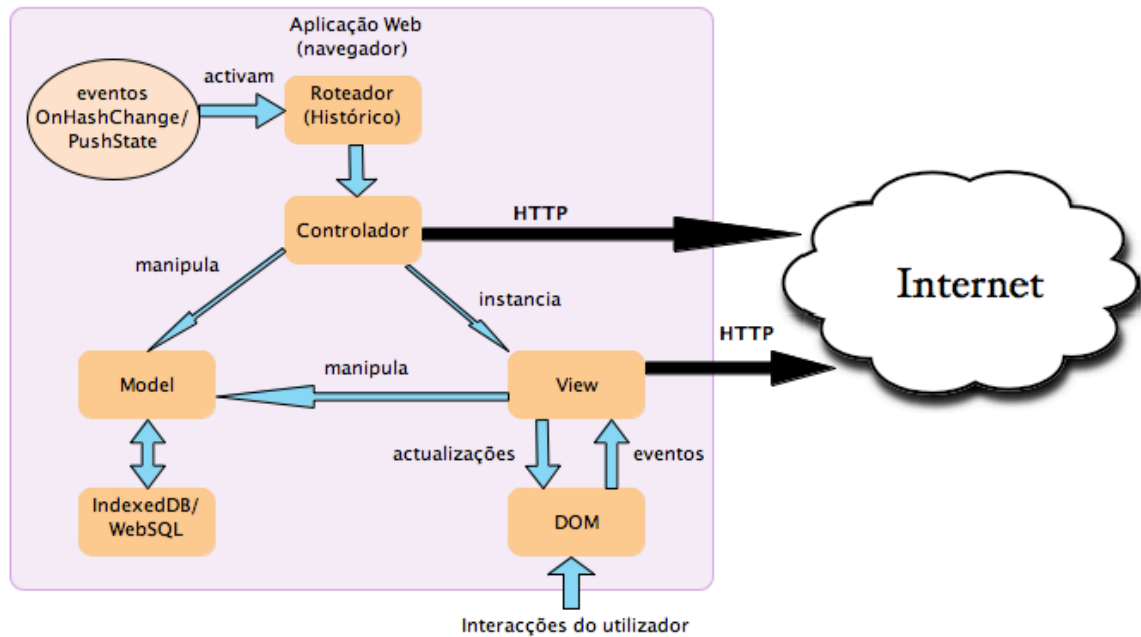 Aplicação Web
(navegador)
activam
eventos
OnHashChange/
PushState
Roteador
(Histórico)
Controlador
HTTP
manipula
instancia
Internet
HTTP
Model
manipula
View
actualizações
eventos
IndexedDB/
WebSQL
DOM
Interacções do utilizador